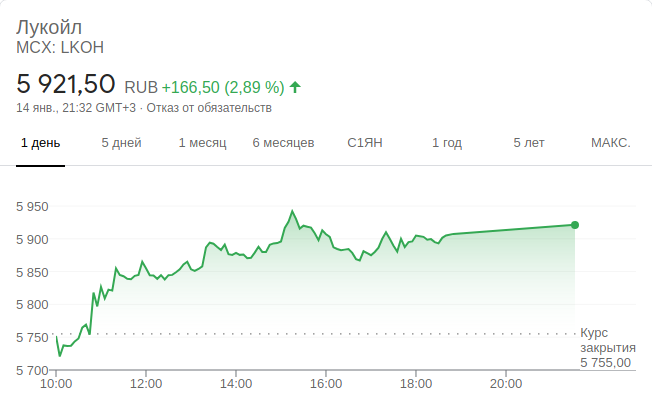 Лукойл
MCX: LKOH
5 921,50 RUB +166,50 (2,89 %)
14 янв., 21:32 GMT+3 · Отказ от обязательств
1 день 5 дней 1 месяц 6 месяцев С1ЯН 1 год 5 лет МАКС.
5 950
5 900
5 850
5 800
5 750
5 700
Курс
закрытия
5 755,00
10:00 12:00 14:00 16:00 18:00 20:00